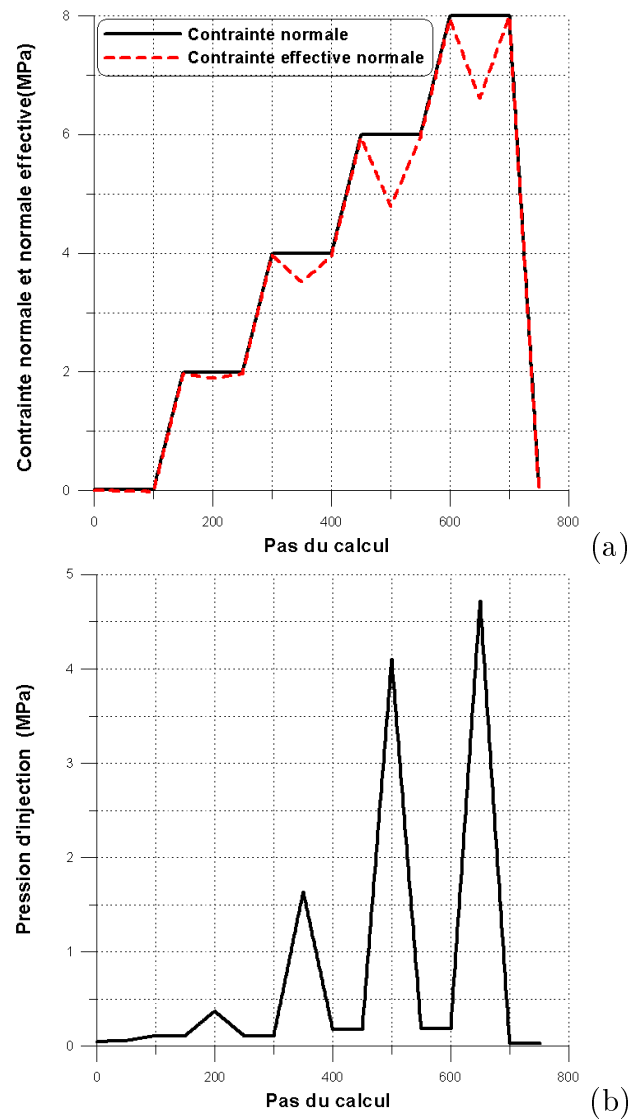 8
Contrainte normale
Contrainte effective normale
6
4
2
0
Contrainte normale et normale effective(MPa)
0 200 400 600 800
Pas du calcul
(a)
5
4
3
2
1
0
Pression d'injection (MPa)
0 200 400 600 800
Pas du calcul
(b)